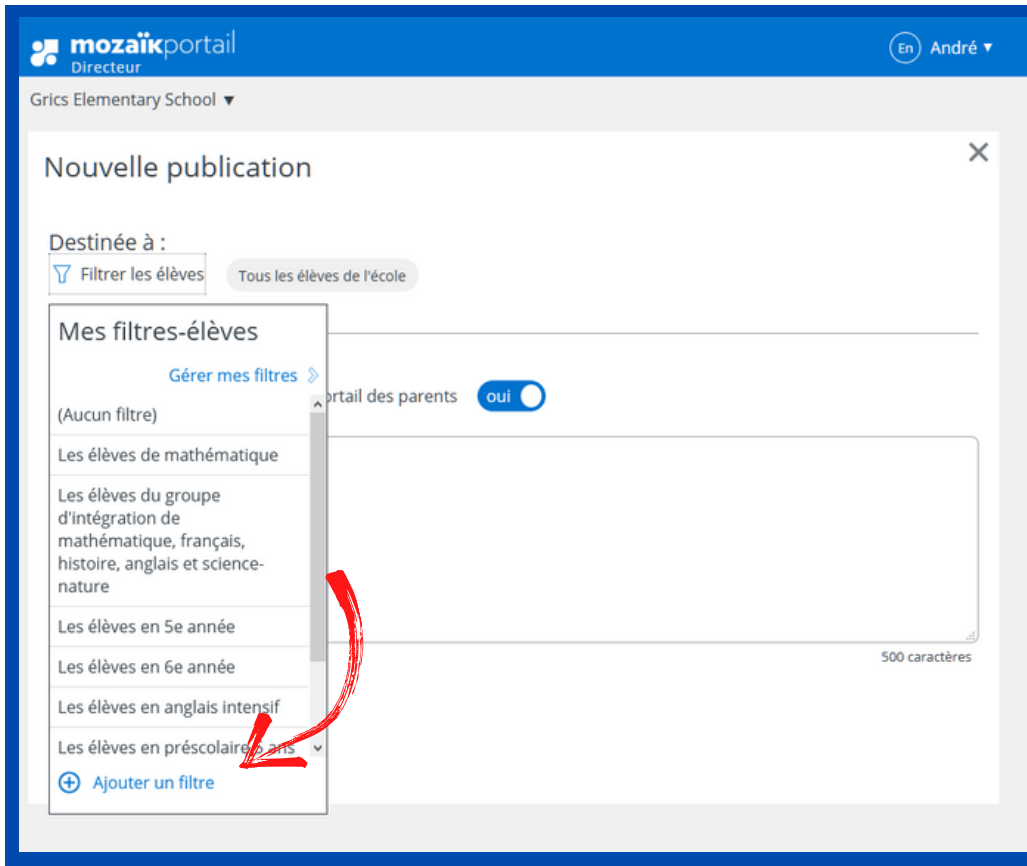 mozaïkportail
Directeur
En André
Grics Elementary School
Nouvelle publication
Destinée à :
Filtrer les élèves Tous les élèves de l'école
Mes filtres-élèves
Gérer mes filtres
(Aucun filtre)
portail des parents oui
Les élèves de mathématique
Les élèves du groupe
d'intégration de
mathématique, français,
histoire, anglais et science-
nature
Les élèves en 5e année
500 caractères
Les élèves en 6e année
Les élèves en anglais intensif
Les élèves en préscolaire ans
Ajouter un filtre